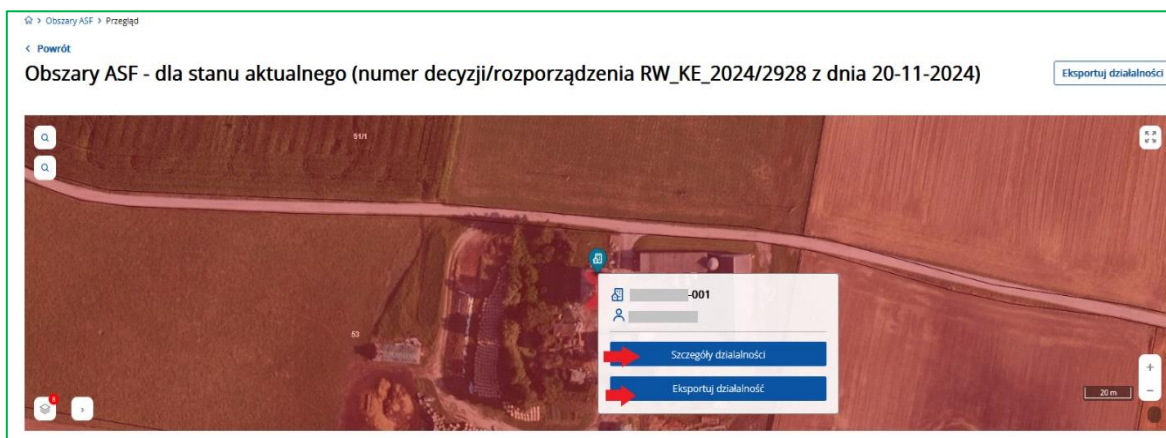 > Obszary ASF > Przegląd
< Powrót
Obszary ASF - dla stanu aktualnego (numer decyzji/rozporządzenia RW_KE_2024/2928 z dnia 20-11-2024)
Eksportuj działalności
51/1
-001
53
Szczegóły działalności
Eksportuj działalność
8
>
20 m
+
−